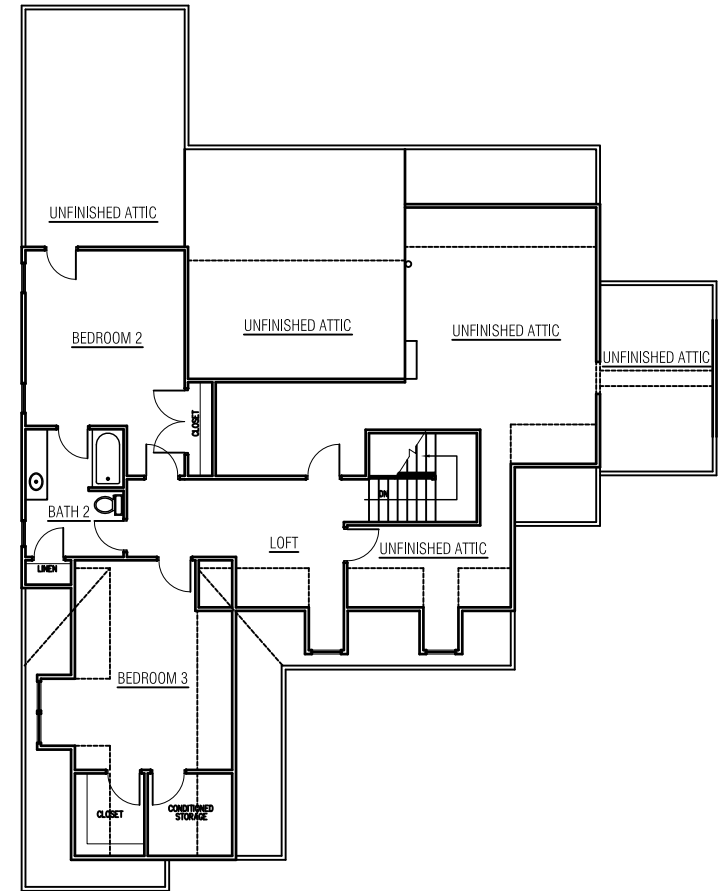 UNFINISHED ATTIC
BEDROOM 2
UNFINISHED ATTIC
UNFINISHED ATTIC
UNFINISHED ATTIC
CLOSET
BATH 2
DN
LOFT
UNFINISHED ATTIC
LINEN
BEDROOM 3
CLOSET
CONDITIONED
STORAGE